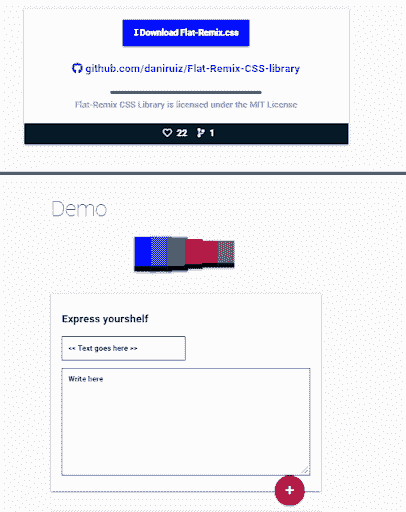 Download Flat-Remix.css
github.com/daniruiz/Flat-Remix-CSS-library
Flat-Remix CSS Library is licensed under the MIT License
22 1
Demo
Express yourshelf
<< Text goes here >>
Write here
+